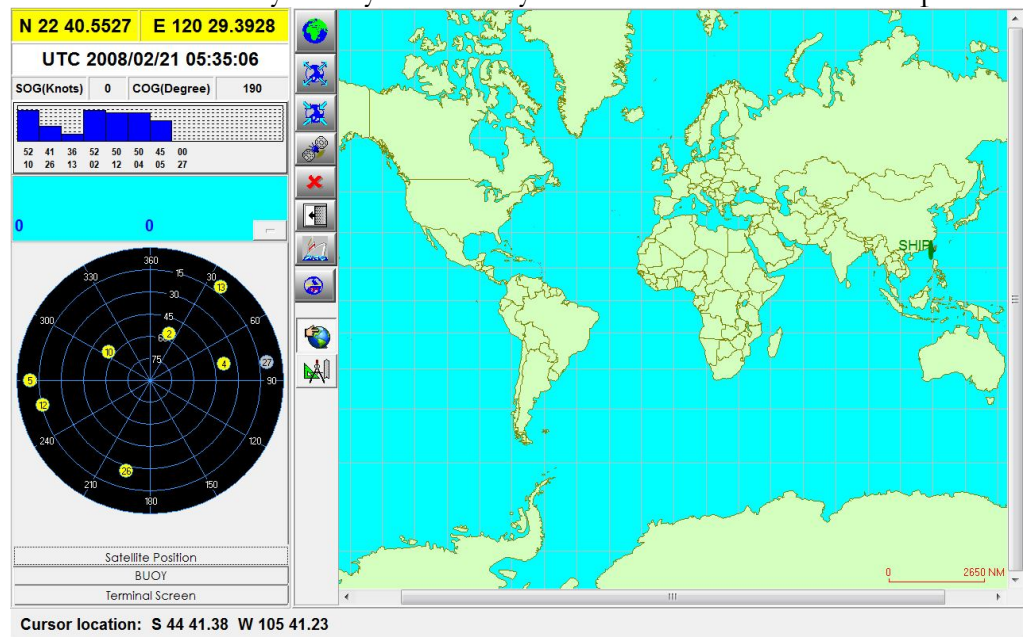 N 22 40.5527 E 120 29.3928
UTC 2008/02/21 05:35:06
SOG(Knots) 0 COG(Degree) 190
52 41 36 52 50 50 45 00
10 26 13 02 12 04 05 27
0 0
360
330 15 30 13
30
300 45 60
2 60
10 75 4 27
5 90
12
240 120
26
210 150
180
SHIP
0 2650 NM
Satellite Position
BUOY
Terminal Screen
Cursor location: S 44 41.38 W 105 41.23